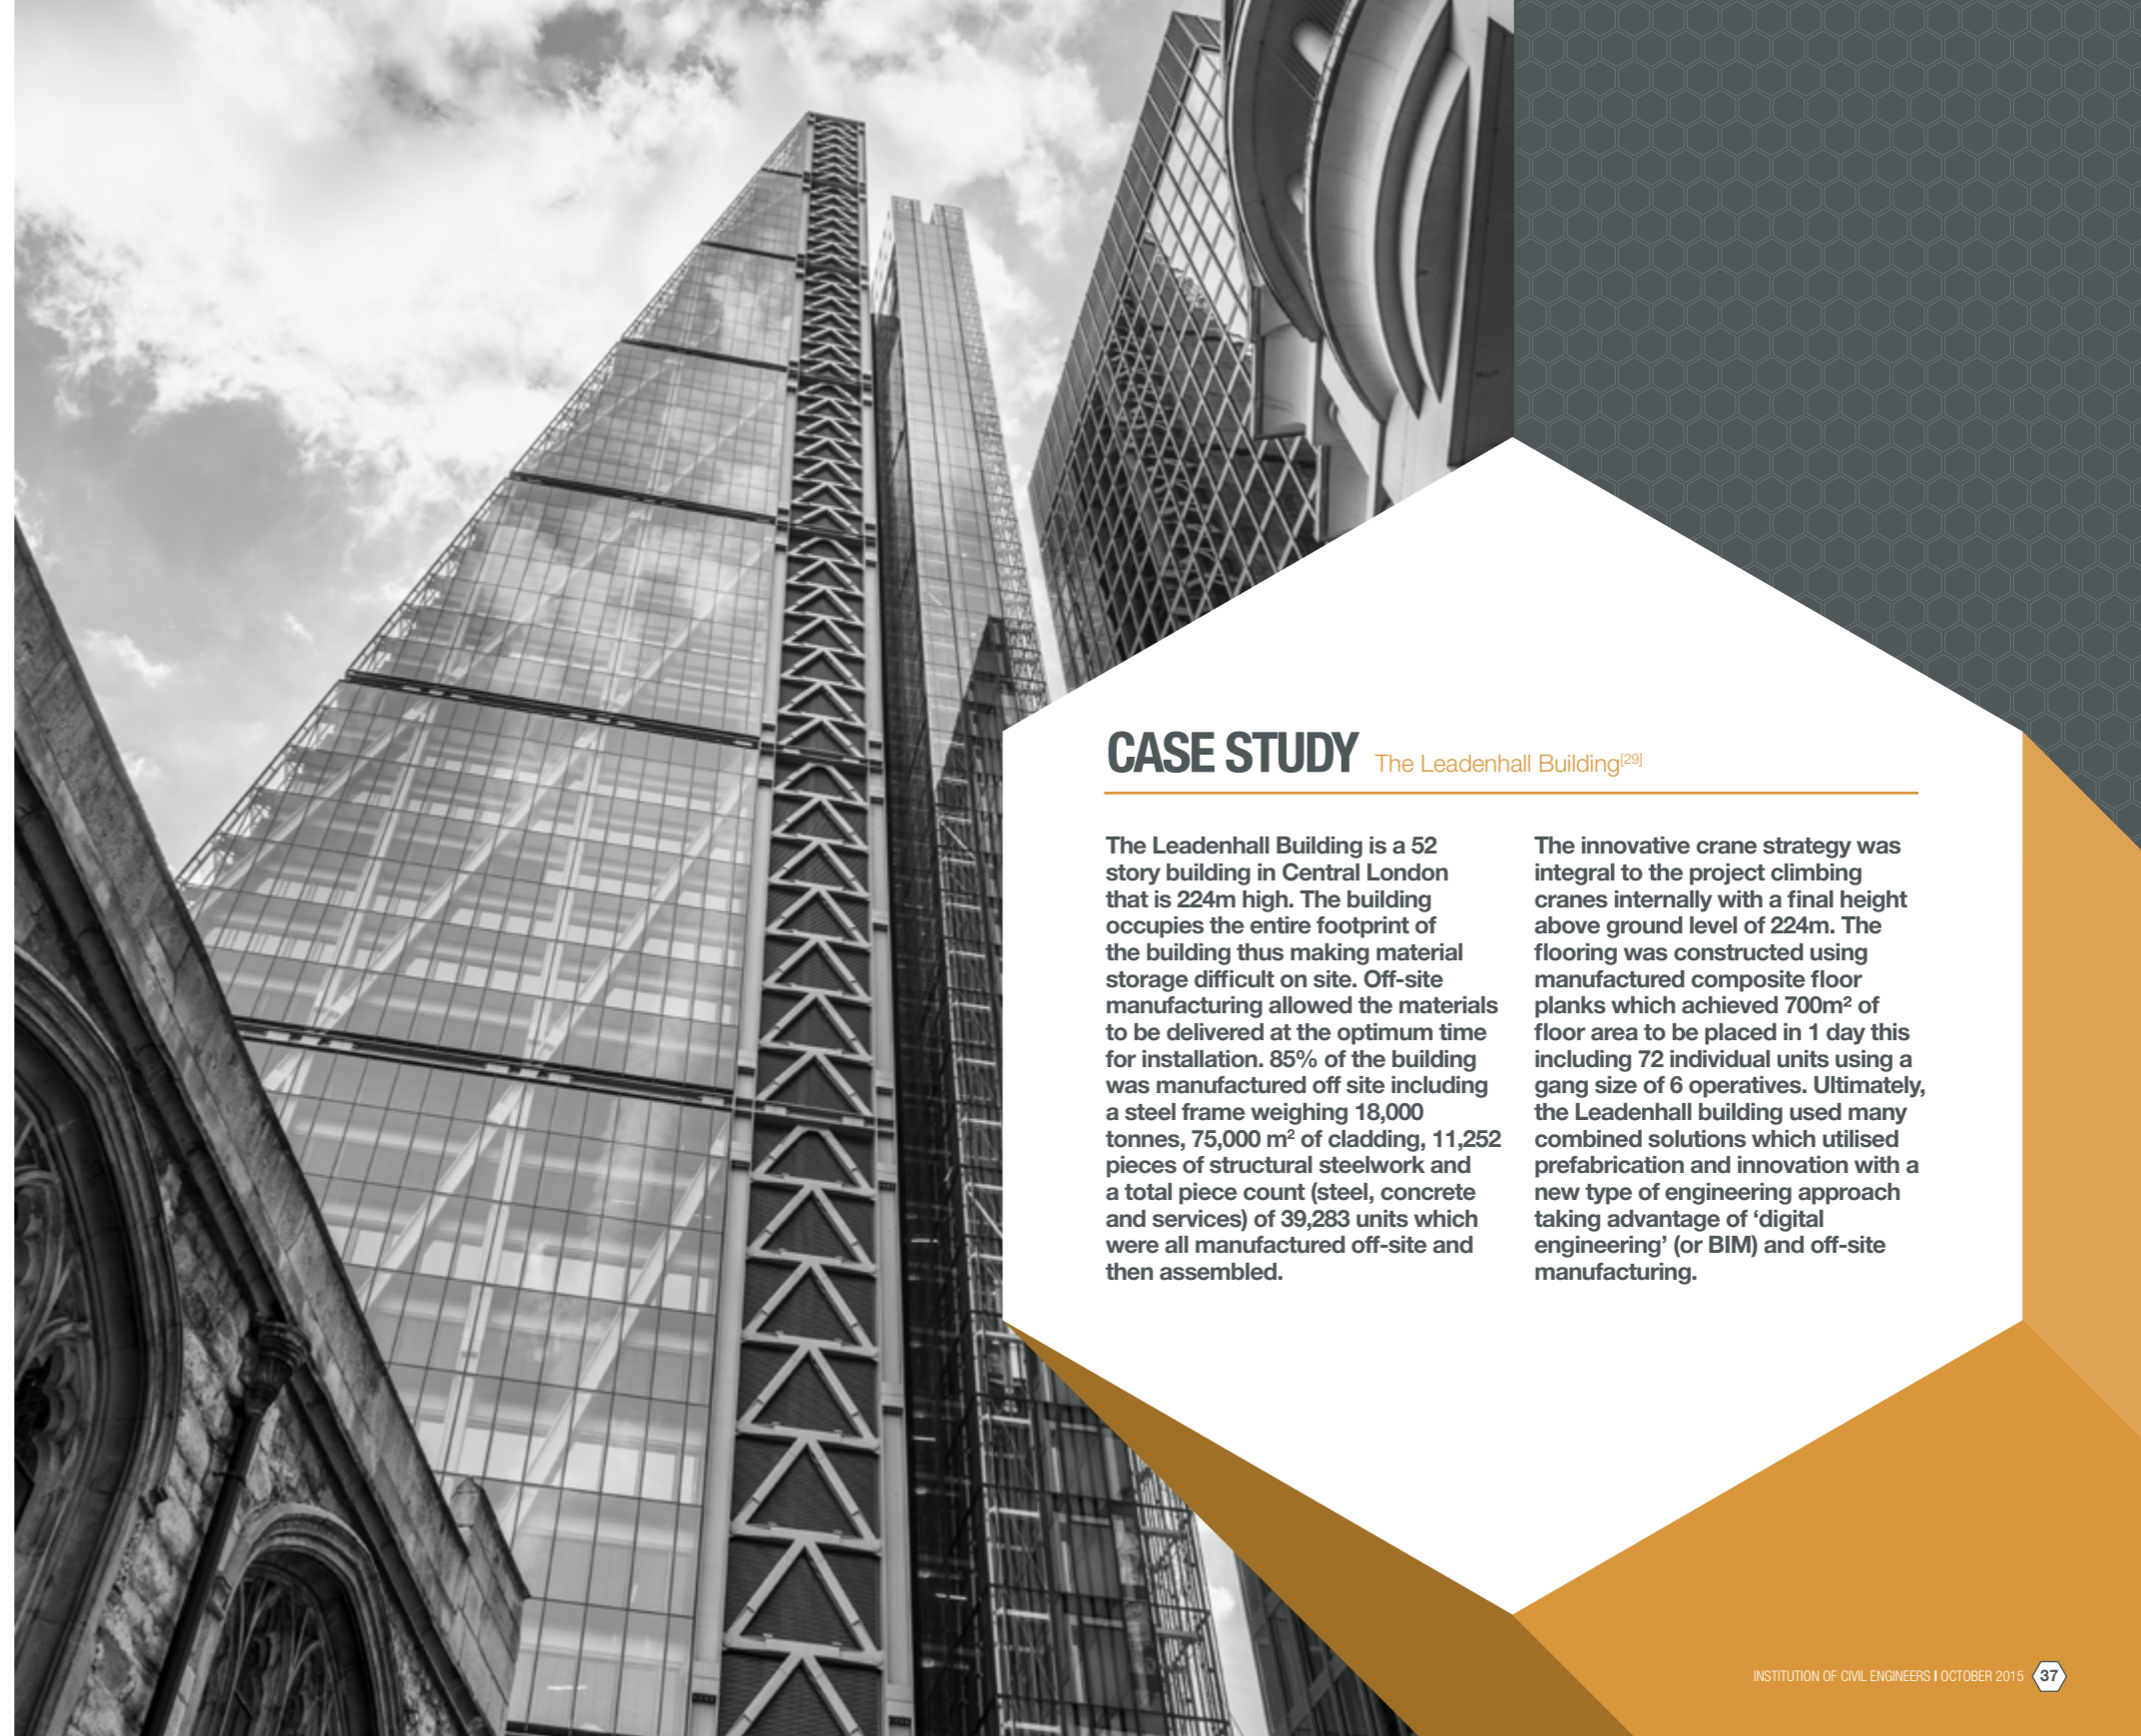 CASE STUDY The Leadenhall Building[29]
The Leadenhall Building is a 52
story building in Central London
that is 224m high. The building
occupies the entire footprint of
the building thus making material
storage difficult on site. Off-site
manufacturing allowed the materials
to be delivered at the optimum time
for installation. 85% of the building
was manufactured off site including
a steel frame weighing 18,000
tonnes, 75,000 m² of cladding, 11,252
pieces of structural steelwork and
a total piece count (steel, concrete
and services) of 39,283 units which
were all manufactured off-site and
then assembled.
The innovative crane strategy was
integral to the project climbing
cranes internally with a final height
above ground level of 224m. The
flooring was constructed using
manufactured composite floor
planks which achieved 700m² of
floor area to be placed in 1 day this
including 72 individual units using a
gang size of 6 operatives. Ultimately,
the Leadenhall building used many
combined solutions which utilised
prefabrication and innovation with a
new type of engineering approach
taking advantage of ‘digital
engineering’ (or BIM) and off-site
manufacturing.
INSTITUTION OF CIVIL ENGINEERS I OCTOBER 2015 37